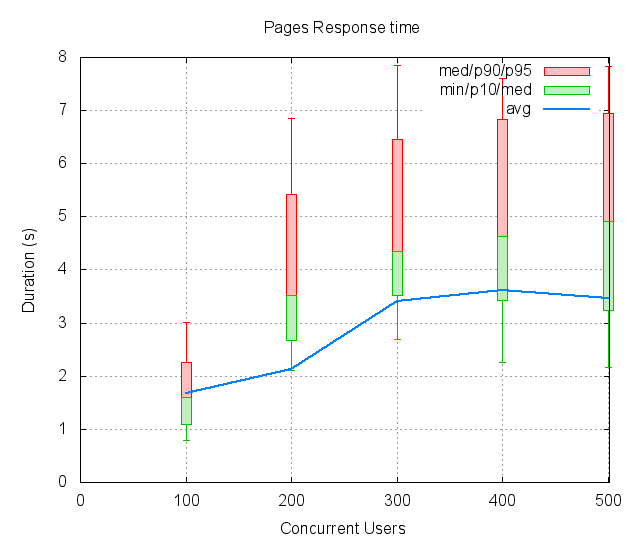 Pages Response time
8
7
6
5
4
3
2
1
0
Duration (s)
med/p90/p95
min/p10/med
avg
0 100 200 300 400 500
Concurrent Users